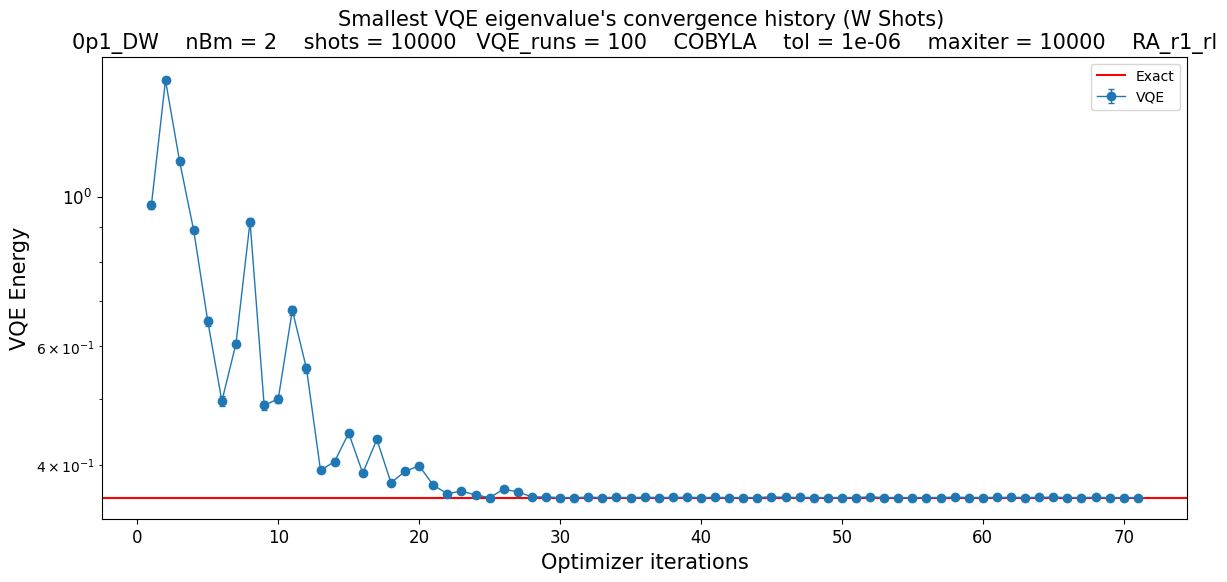 Smallest VQE eigenvalue's convergence history (W Shots)
0p1_DW nBm = 2 shots = 10000 VQE_runs = 100 COBYLA tol = 1e-06 maxiter = 10000 RA_r1_rl
Exact
VQE
10⁰
6 × 10⁻¹
4 × 10⁻¹
VQE Energy
0 10 20 30 40 50 60 70
Optimizer iterations